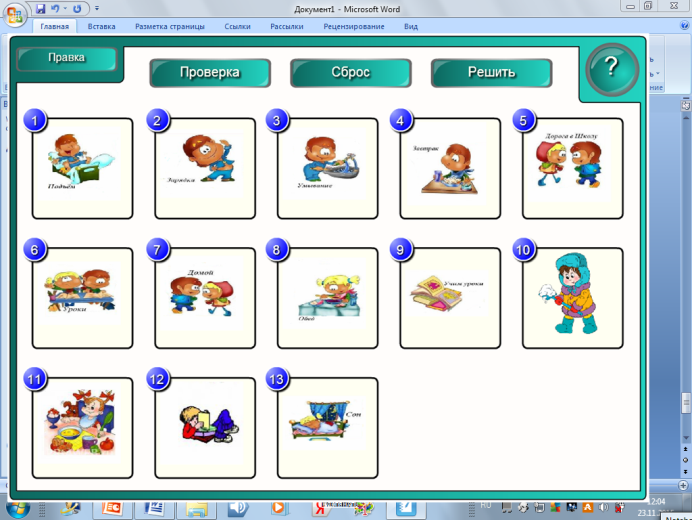 Документ1 - Microsoft Word
Главная Вставка Разметка страницы Ссылки Рассылки Рецензирование Вид
Правка
Проверка Сброс Решить ?
1 2 3 4 5
Подъём
Зарядка
Умывание
Завтрак
Дорога в Школу
6 7 8 9 10
Уроки
Домой
Обед
Учим уроки
11 12 13
Сон
RU
12:04
23.11